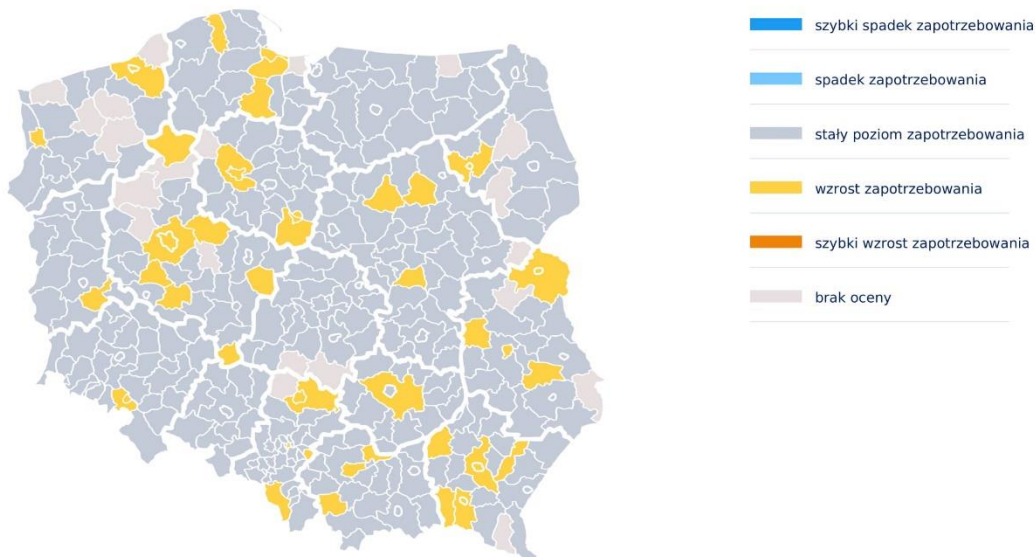 szybki spadek zapotrzebowania
spadek zapotrzebowania
stały poziom zapotrzebowania
wzrost zapotrzebowania
szybki wzrost zapotrzebowania
brak oceny